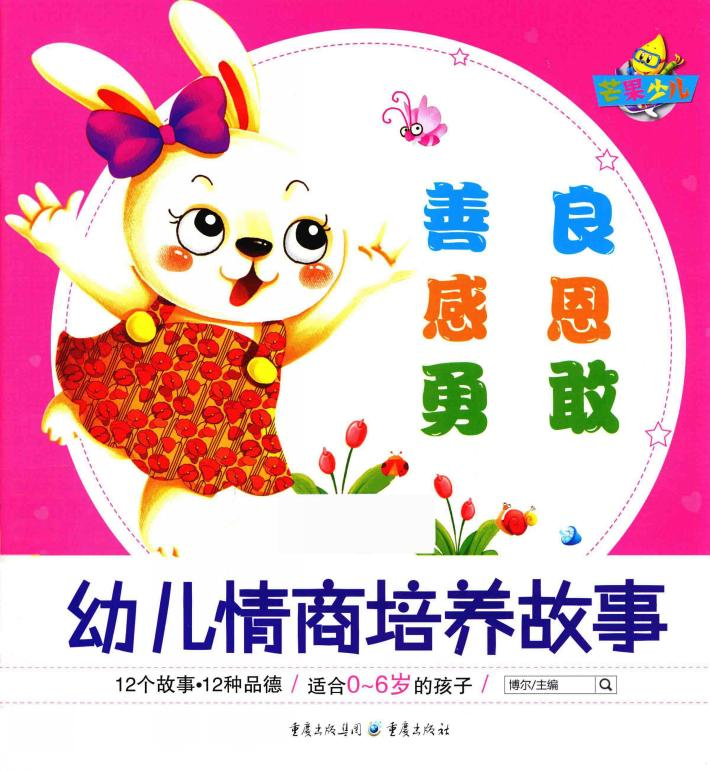 芒果少儿
善良
感恩
勇敢
幼儿情商培养故事
12个故事•12种品德 / 适合0~6岁的孩子 / 博尔/主编
重庆出版集团 重庆出版社